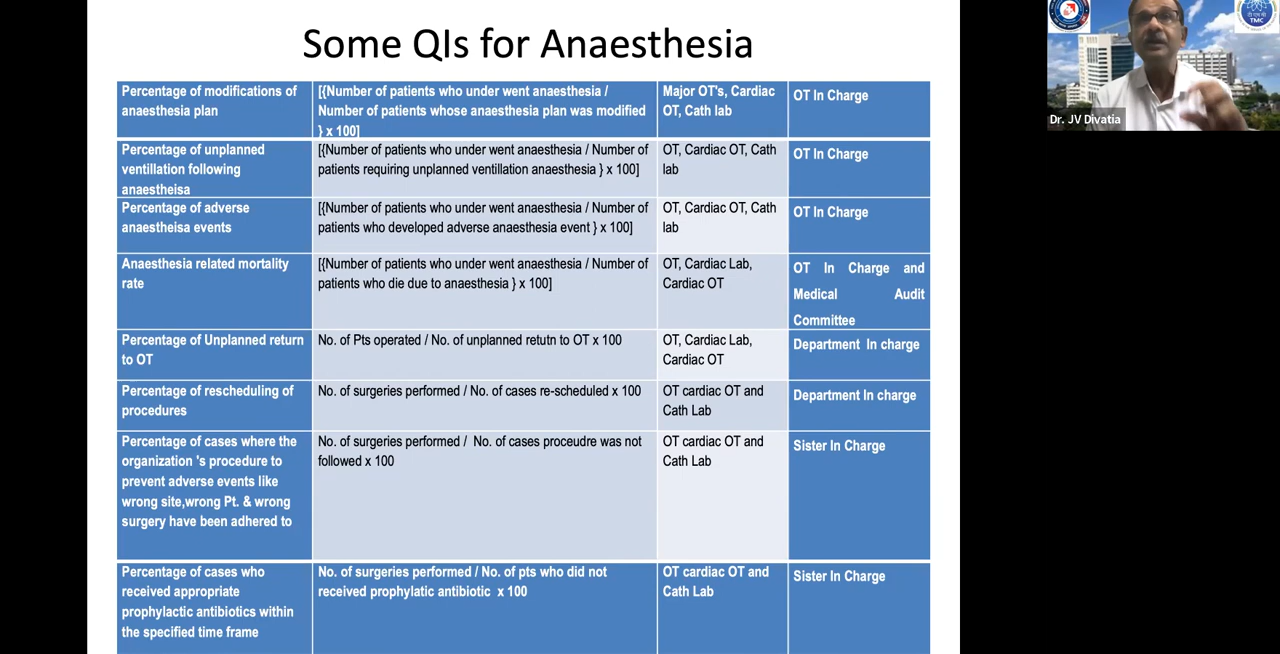 Some QIs for Anaesthesia
Percentage of modifications of
anaesthesia plan
[{Number of patients who under went anaesthesia /
Number of patients whose anaesthesia plan was modified
} x 100]
Major OT's, Cardiac
OT, Cath lab
OT In Charge
Percentage of unplanned
ventillation following
anaestheisa
[{Number of patients who under went anaesthesia / Number of
patients requiring unplanned ventillation anaesthesia } x 100]
OT, Cardiac OT, Cath
lab
OT In Charge
Percentage of adverse
anaestheisa events
[{Number of patients who under went anaesthesia / Number of
patients who developed adverse anaesthesia event } x 100]
OT, Cardiac OT, Cath
lab
OT In Charge
Anaesthesia related mortality
rate
[{Number of patients who under went anaesthesia / Number of
patients who die due to anaesthesia } x 100]
OT, Cardiac Lab,
Cardiac OT
OT In Charge and
Medical Audit
Committee
Percentage of Unplanned return
to OT
No. of Pts operated / No. of unplanned retutn to OT x 100
OT, Cardiac Lab,
Cardiac OT
Department In charge
Percentage of rescheduling of
procedures
No. of surgeries performed / No. of cases re-scheduled x 100
OT cardiac OT and
Cath Lab
Department In charge
Percentage of cases where the
organization 's procedure to
prevent adverse events like
wrong site,wrong Pt. & wrong
surgery have been adhered to
No. of surgeries performed / No. of cases proceudre was not
followed x 100
OT cardiac OT and
Cath Lab
Sister In Charge
Percentage of cases who
received appropriate
prophylactic antibiotics within
the specified time frame
No. of surgeries performed / No. of pts who did not
received prophylatic antibiotic x 100
OT cardiac OT and
Cath Lab
Sister In Charge
TMC
Dr. JV Divatia